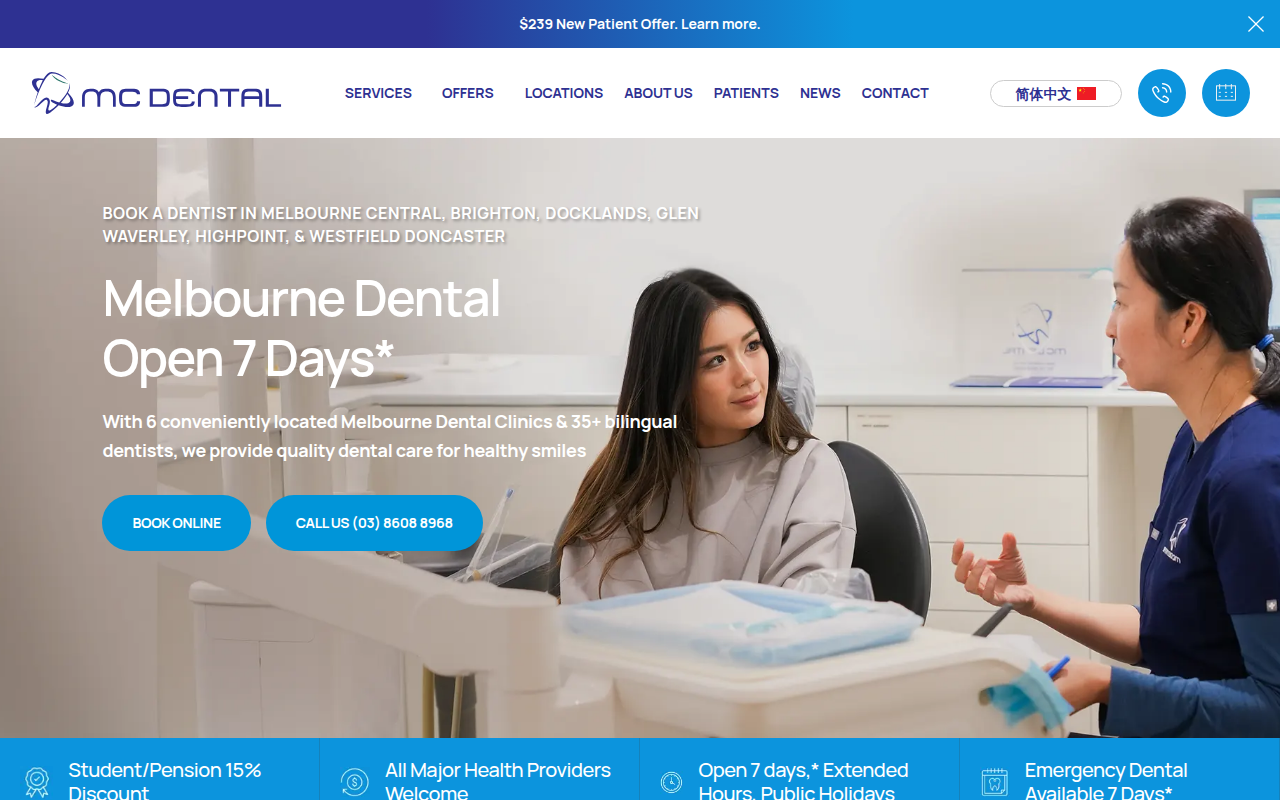 $239 New Patient Offer. Learn more.
MC DENTAL
SERVICES OFFERS LOCATIONS ABOUT US PATIENTS NEWS CONTACT
简体中文
BOOK A DENTIST IN MELBOURNE CENTRAL, BRIGHTON, DOCKLANDS, GLEN
WAVERLEY, HIGHPOINT, & WESTFIELD DONCASTER
Melbourne Dental
Open 7 Days*
With 6 conveniently located Melbourne Dental Clinics & 35+ bilingual
dentists, we provide quality dental care for healthy smiles
BOOK ONLINE
CALL US (03) 8608 8968
Student/Pension 15%
Discount
All Major Health Providers
Welcome
Open 7 days,* Extended
Hours, Public Holidays
Emergency Dental
Available 7 Days*